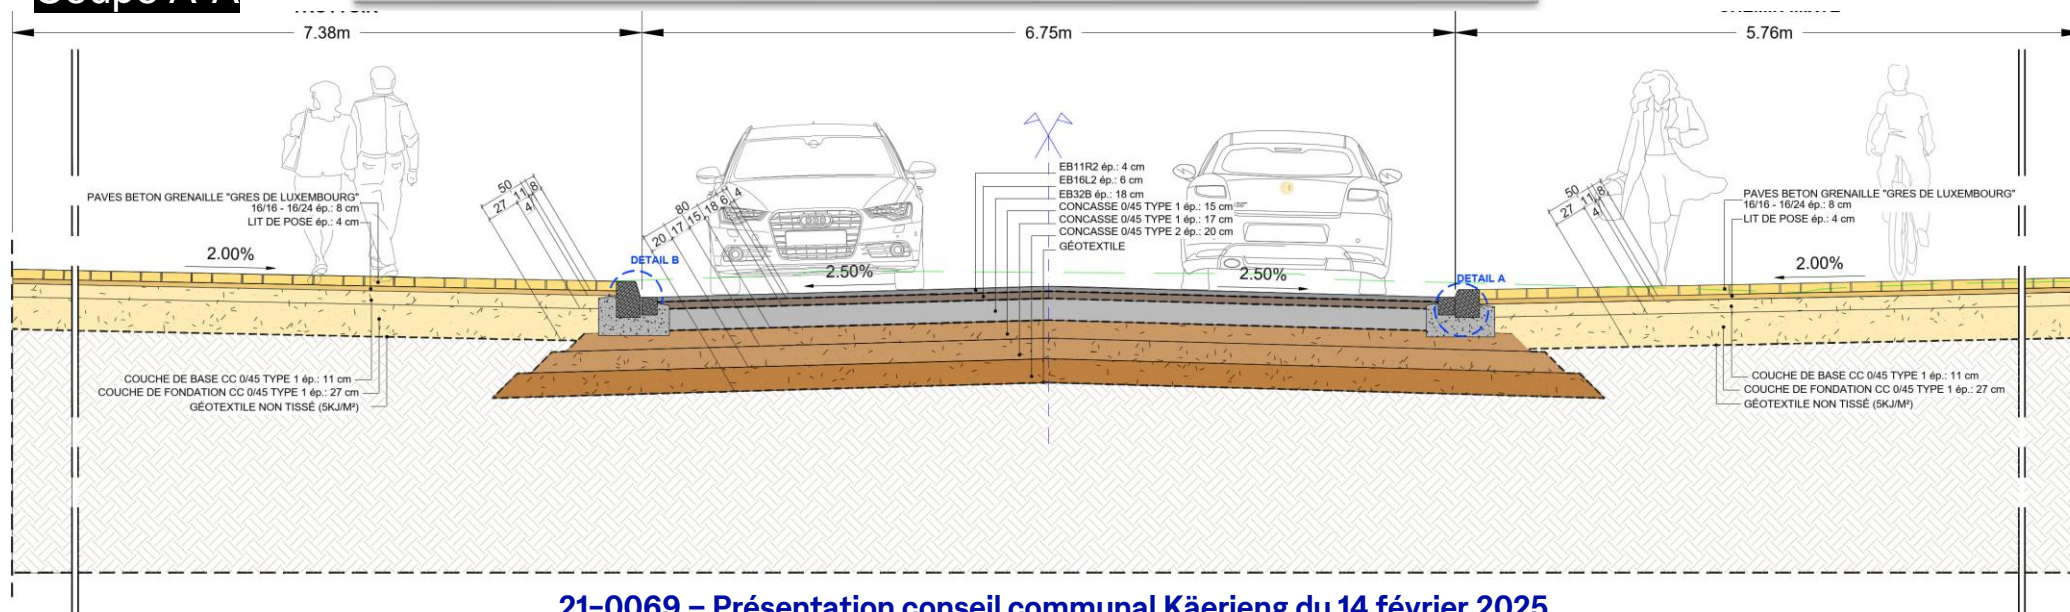 Coupe A-A
TROTTOIR
CHEMIN MIXTE
7.38m
6.75m
5.76m
EB11R2 ép.: 4 cm
EB16L2 ép.: 6 cm
EB32B ép.: 18 cm
CONCASSE 0/45 TYPE 1 ép.: 15 cm
CONCASSE 0/45 TYPE 1 ép.: 17 cm
CONCASSE 0/45 TYPE 2 ép.: 20 cm
GÉOTEXTILE
PAVES BETON GRENAILLE "GRES DE LUXEMBOURG"
16/16 - 16/24 ép.: 8 cm
LIT DE POSE ép.: 4 cm
50
27 11 8
4
80
20 17 15 18 6 4
50
27 11 8
4
PAVES BETON GRENAILLE "GRES DE LUXEMBOURG"
16/16 - 16/24 ép.: 8 cm
LIT DE POSE ép.: 4 cm
2.00%
DETAIL B
2.50%
2.50%
DETAIL A
2.00%
COUCHE DE BASE CC 0/45 TYPE 1 ép.: 11 cm
COUCHE DE FONDATION CC 0/45 TYPE 1 ép.: 27 cm
GÉOTEXTILE NON TISSÉ (5KJ/M²)
COUCHE DE BASE CC 0/45 TYPE 1 ép.: 11 cm
COUCHE DE FONDATION CC 0/45 TYPE 1 ép.: 27 cm
GÉOTEXTILE NON TISSÉ (5KJ/M²)
21-0069 – Présentation conseil communal Käerjeng du 14 février 2025